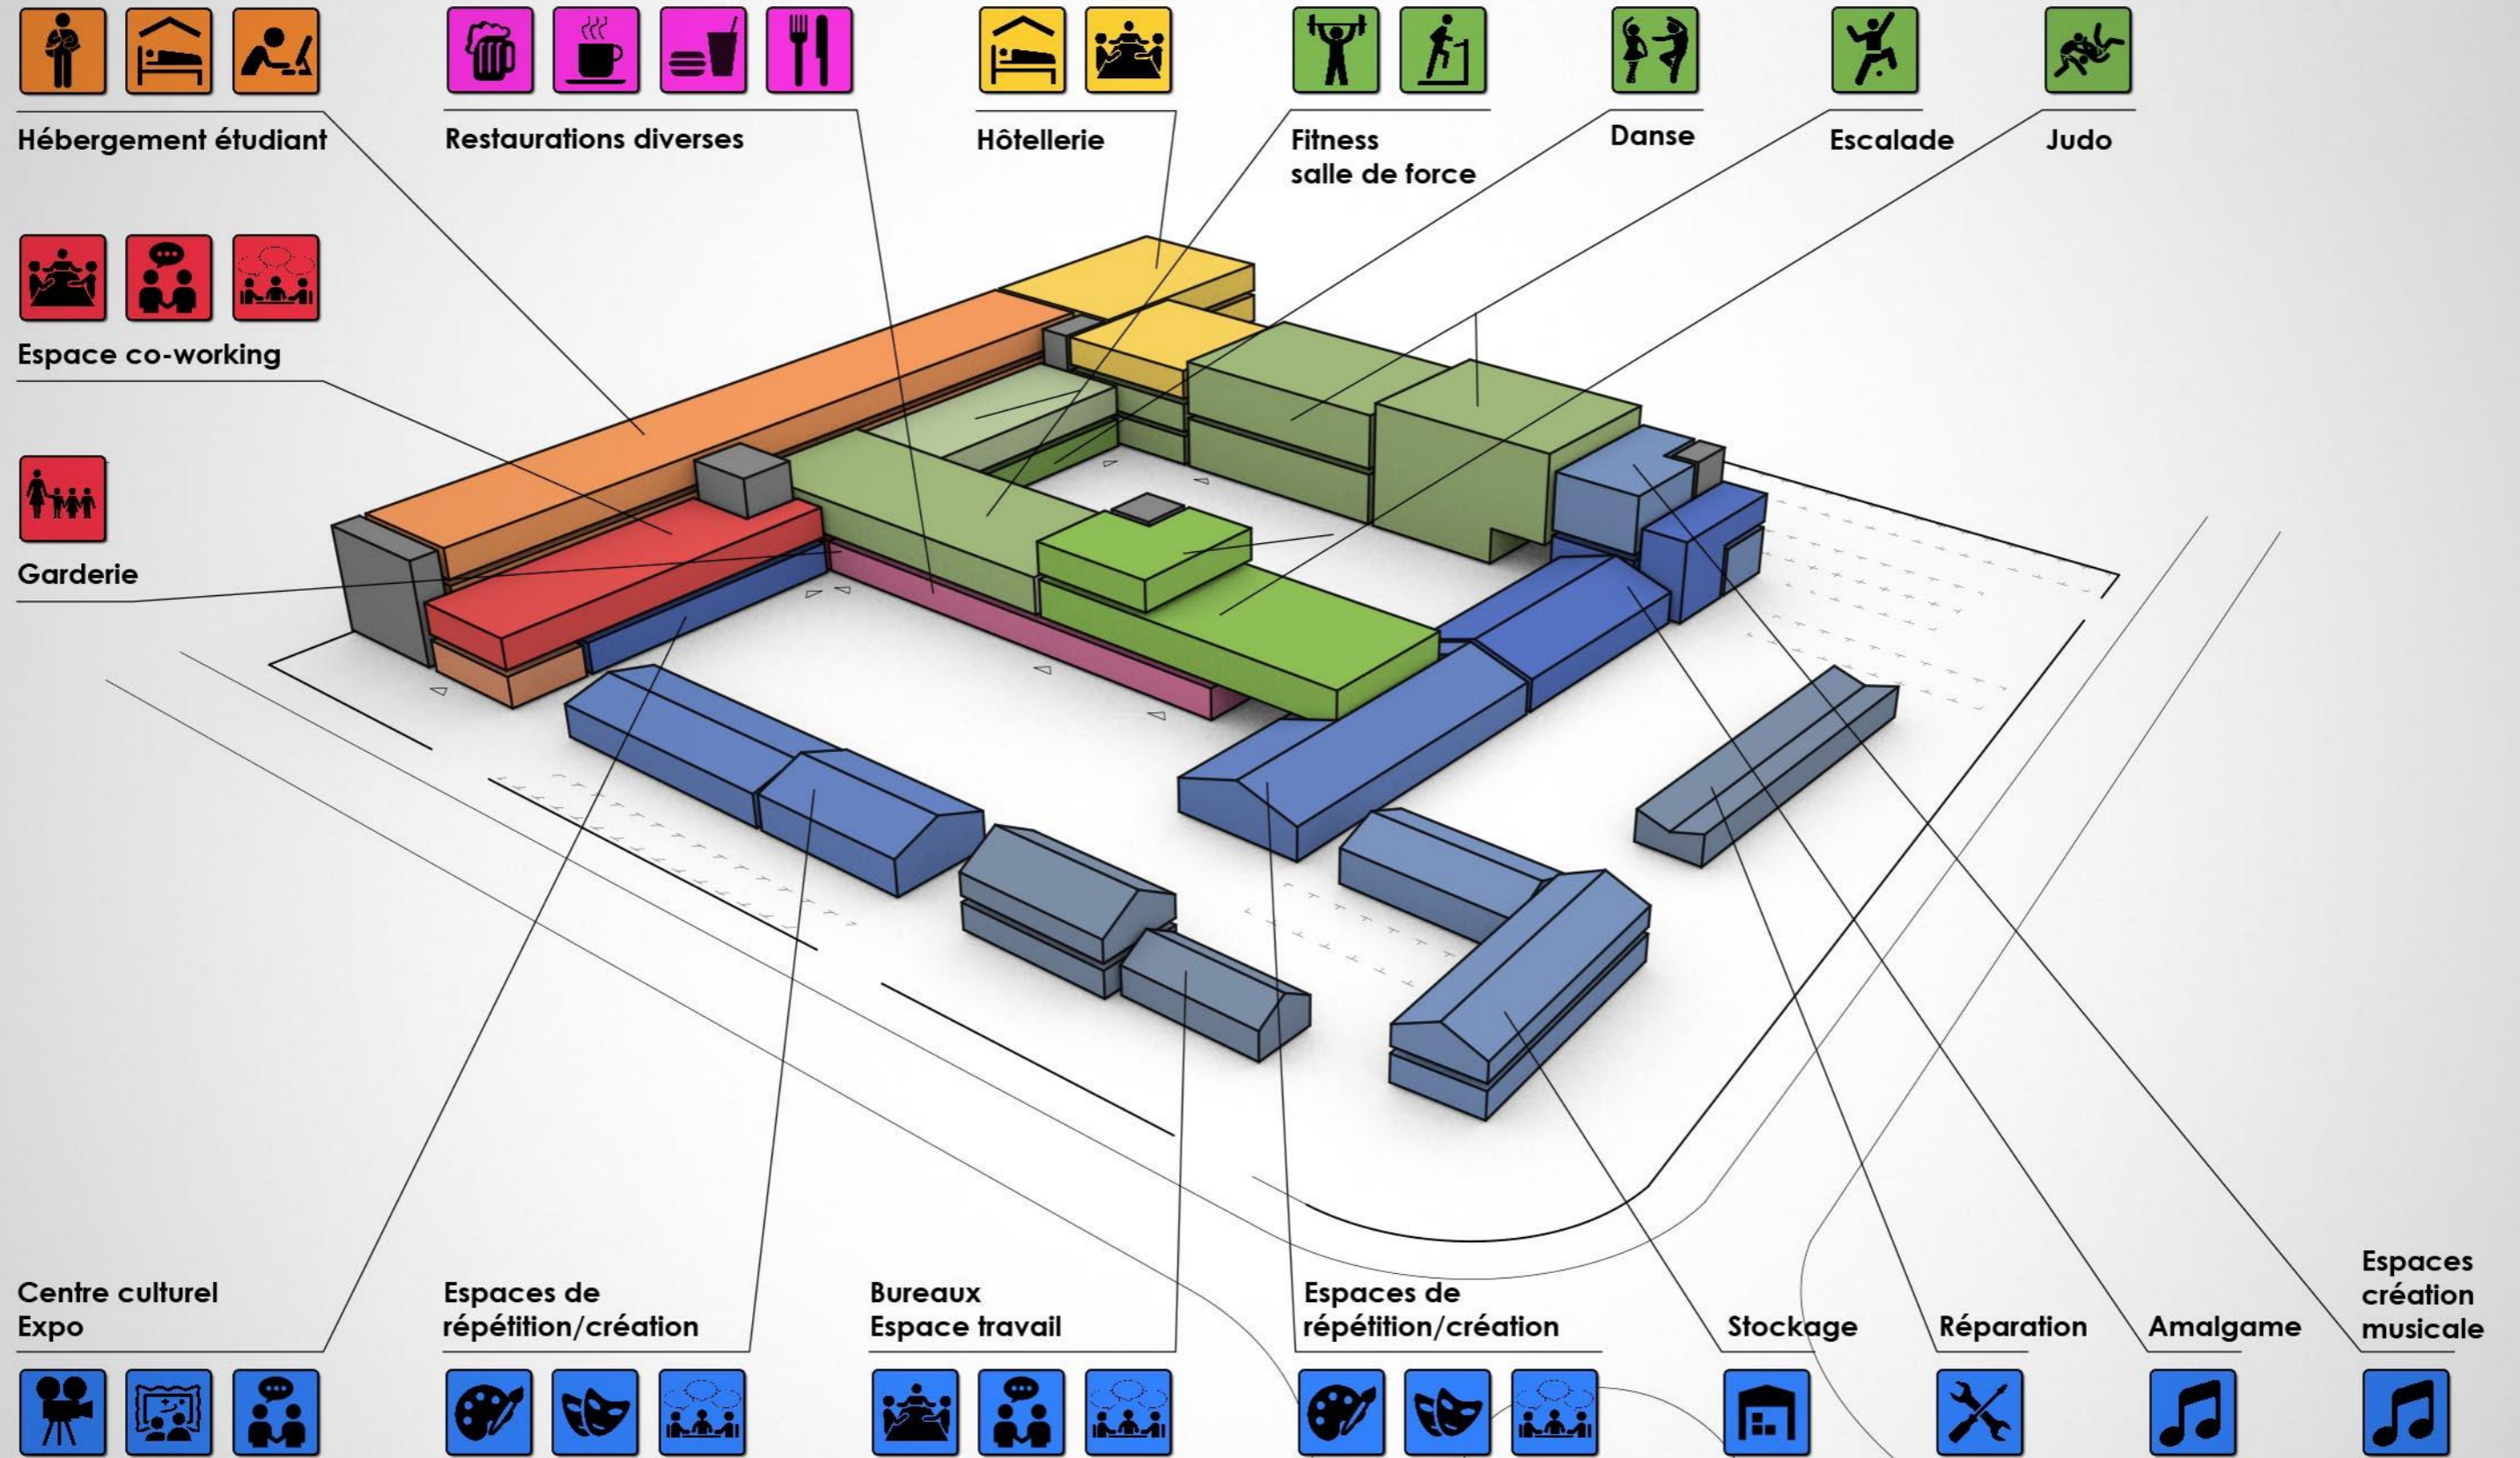 Hébergement étudiant
Restaurations diverses
Hôtellerie
Fitness
salle de force
Danse
Escalade
Judo
Espace co-working
Garderie
Centre culturel
Expo
Espaces de
répétition/création
Bureaux
Espace travail
Espaces de
répétition/création
Stockage
Réparation
Amalgame
Espaces
création
musicale